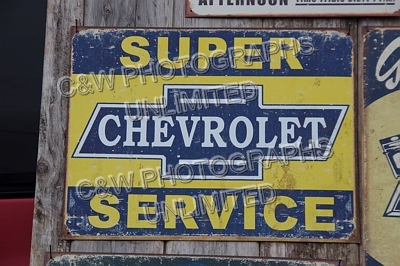 AFTERNOON
SUPER
CHEVROLET
SERVICE
C&W PHOTOGRAPHS
UNLIMITED
C&W PHOTOGRAPHS
UNLIMITED